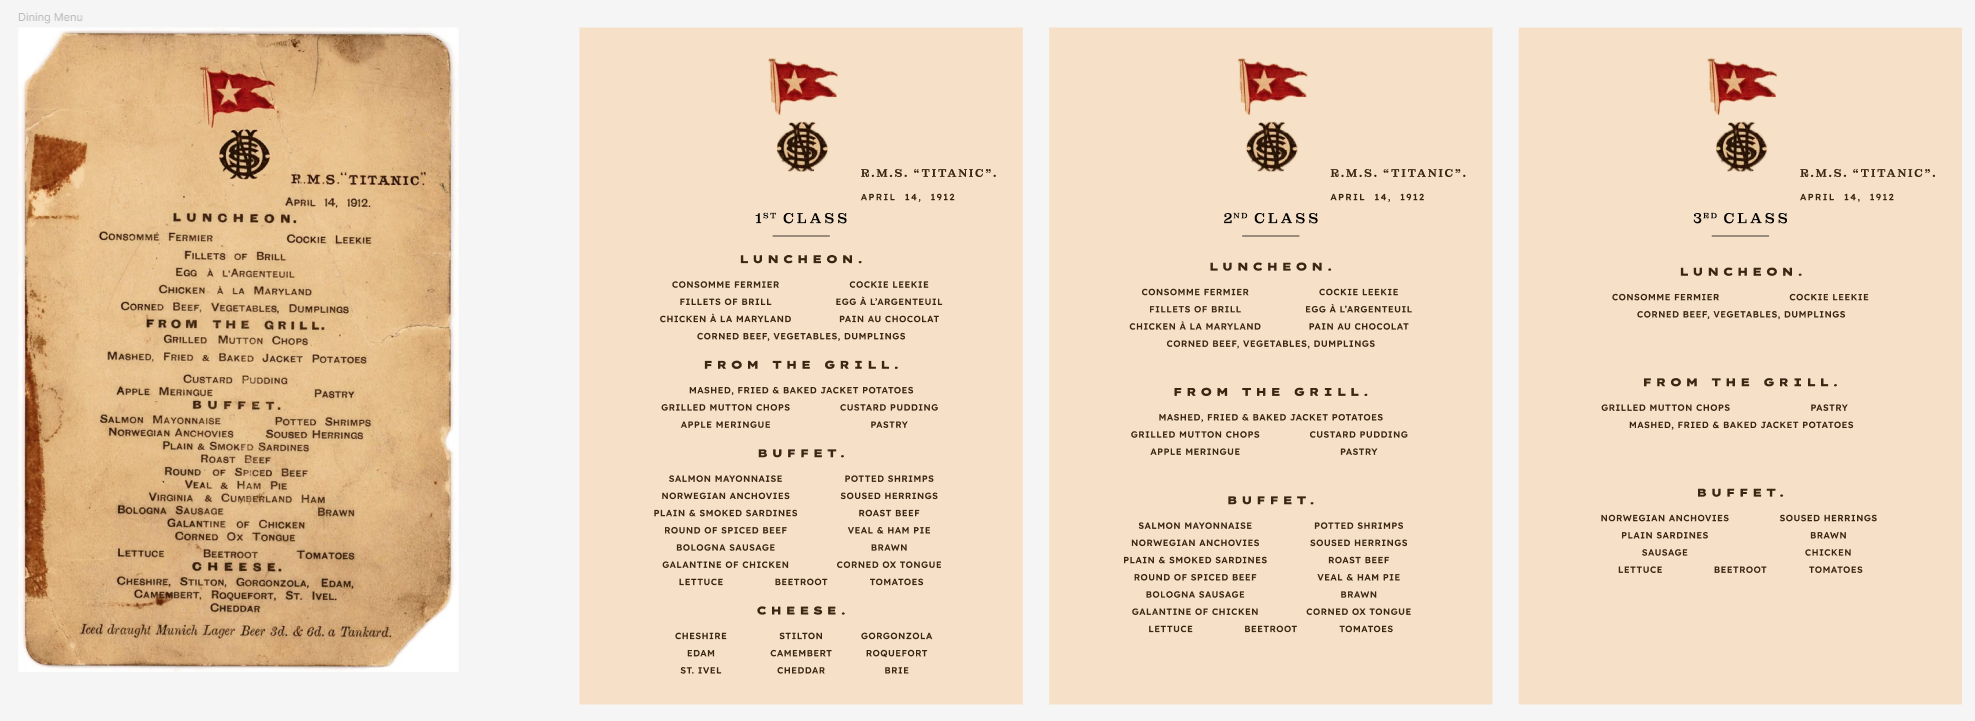 Dining Menu
R.M.S. "TITANIC."
APRIL 14, 1912.
LUNCHEON.
CONSOMMÉ FERMIER COCKIE LEEKIE
FILLETS OF BRILL
EGG À L'ARGENTEUIL
CHICKEN À LA MARYLAND
CORNED BEEF, VEGETABLES, DUMPLINGS
FROM THE GRILL.
GRILLED MUTTON CHOPS
MASHED, FRIED & BAKED JACKET POTATOES
CUSTARD PUDDING
APPLE MERINGUE PASTRY
BUFFET.
SALMON MAYONNAISE POTTED SHRIMPS
NORWEGIAN ANCHOVIES SOUSED HERRINGS
PLAIN & SMOKED SARDINES
ROAST BEEF
ROUND OF SPICED BEEF
VEAL & HAM PIE
VIRGINIA & CUMBERLAND HAM
BOLOGNA SAUSAGE BRAWN
GALANTINE OF CHICKEN
CORNED OX TONGUE
LETTUCE BEETROOT TOMATOES
CHEESE.
CHESHIRE, STILTON, GORGONZOLA, EDAM,
CAMEMBERT, ROQUEFORT, ST. IVEL.
CHEDDAR
Iced draught Munich Lager Beer 3d. & 6d. a Tankard.
R.M.S. “TITANIC”.
APRIL 14, 1912
1ST CLASS
LUNCHEON.
CONSOMME FERMIER COCKIE LEEKIE
FILLETS OF BRILL EGG À L’ARGENTEUIL
CHICKEN À LA MARYLAND PAIN AU CHOCOLAT
CORNED BEEF, VEGETABLES, DUMPLINGS
FROM THE GRILL.
MASHED, FRIED & BAKED JACKET POTATOES
GRILLED MUTTON CHOPS CUSTARD PUDDING
APPLE MERINGUE PASTRY
BUFFET.
SALMON MAYONNAISE POTTED SHRIMPS
NORWEGIAN ANCHOVIES SOUSED HERRINGS
PLAIN & SMOKED SARDINES ROAST BEEF
ROUND OF SPICED BEEF VEAL & HAM PIE
BOLOGNA SAUSAGE BRAWN
GALANTINE OF CHICKEN CORNED OX TONGUE
LETTUCE BEETROOT TOMATOES
CHEESE.
CHESHIRE STILTON GORGONZOLA
EDAM CAMEMBERT ROQUEFORT
ST. IVEL CHEDDAR BRIE
R.M.S. “TITANIC”.
APRIL 14, 1912
2ND CLASS
LUNCHEON.
CONSOMME FERMIER COCKIE LEEKIE
FILLETS OF BRILL EGG À L’ARGENTEUIL
CHICKEN À LA MARYLAND PAIN AU CHOCOLAT
CORNED BEEF, VEGETABLES, DUMPLINGS
FROM THE GRILL.
MASHED, FRIED & BAKED JACKET POTATOES
GRILLED MUTTON CHOPS CUSTARD PUDDING
APPLE MERINGUE PASTRY
BUFFET.
SALMON MAYONNAISE POTTED SHRIMPS
NORWEGIAN ANCHOVIES SOUSED HERRINGS
PLAIN & SMOKED SARDINES ROAST BEEF
ROUND OF SPICED BEEF VEAL & HAM PIE
BOLOGNA SAUSAGE BRAWN
GALANTINE OF CHICKEN CORNED OX TONGUE
LETTUCE BEETROOT TOMATOES
R.M.S. “TITANIC”.
APRIL 14, 1912
3RD CLASS
LUNCHEON.
CONSOMME FERMIER COCKIE LEEKIE
CORNED BEEF, VEGETABLES, DUMPLINGS
FROM THE GRILL.
GRILLED MUTTON CHOPS PASTRY
MASHED, FRIED & BAKED JACKET POTATOES
BUFFET.
NORWEGIAN ANCHOVIES SOUSED HERRINGS
PLAIN SARDINES BRAWN
SAUSAGE CHICKEN
LETTUCE BEETROOT TOMATOES